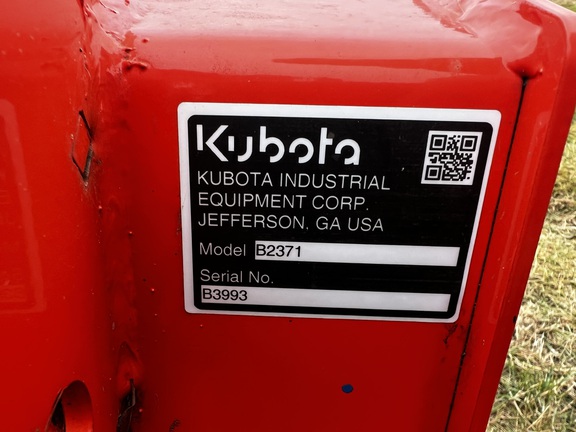 Kubota
KUBOTA INDUSTRIAL
EQUIPMENT CORP.
JEFFERSON, GA USA
Model B2371
Serial No.
B3993